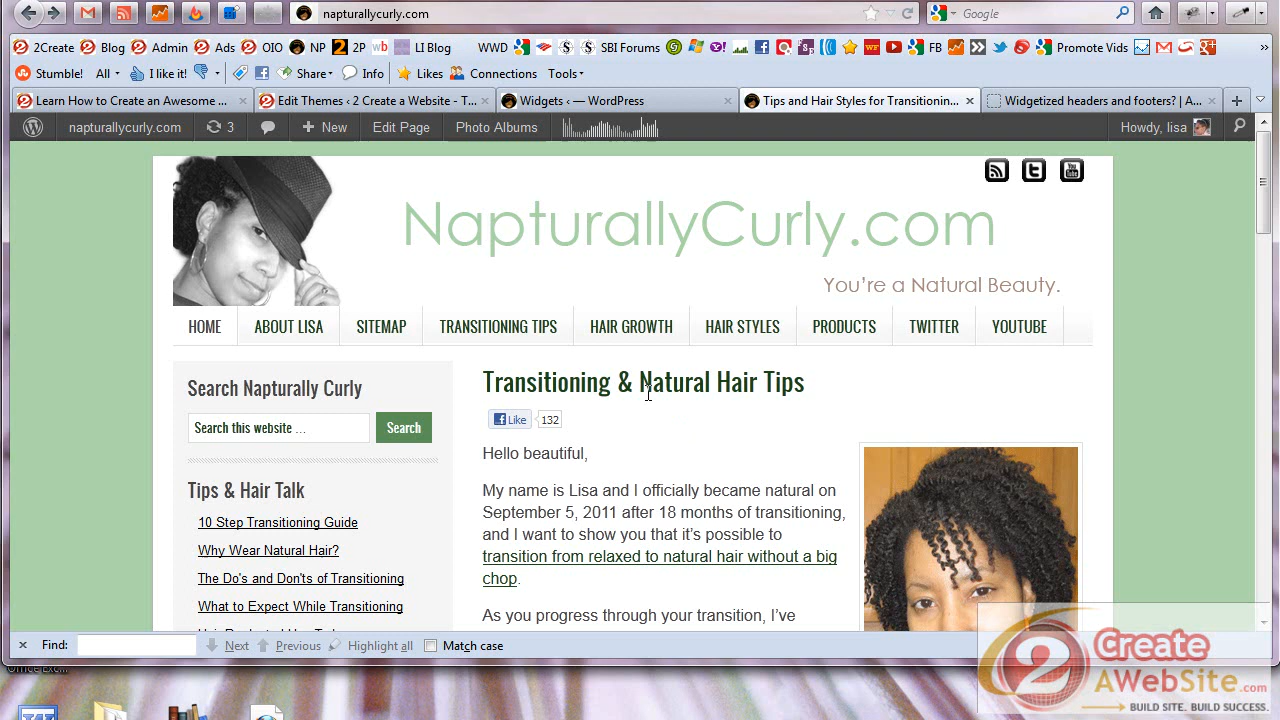 napturallycurly.com
Google
2Create Blog Admin Ads OIO NP 2P LI Blog WWD SBI Forums FB Promote Vids
Stumble! All I like it! Share Info Likes Connections Tools
Learn How to Create an Awesome ... Edit Themes ‹ 2 Create a Website - T... Widgets ‹ — WordPress Tips and Hair Styles for Transitionin... Widgetized headers and footers? | A...
napturallycurly.com 3 New Edit Page Photo Albums Howdy, lisa
NapturallyCurly.com
You're a Natural Beauty.
HOME ABOUT LISA SITEMAP TRANSITIONING TIPS HAIR GROWTH HAIR STYLES PRODUCTS TWITTER YOUTUBE
Search Napturally Curly
Search this website ... Search
Tips & Hair Talk
10 Step Transitioning Guide
Why Wear Natural Hair?
The Do's and Don'ts of Transitioning
What to Expect While Transitioning
Transitioning & Natural Hair Tips
Like 132
Hello beautiful,
My name is Lisa and I officially became natural on
September 5, 2011 after 18 months of transitioning,
and I want to show you that it's possible to
transition from relaxed to natural hair without a big
chop.
As you progress through your transition, I've
Find: Next Previous Highlight all Match case
2 Create
AWebSite.com
BUILD SITE. BUILD SUCCESS.